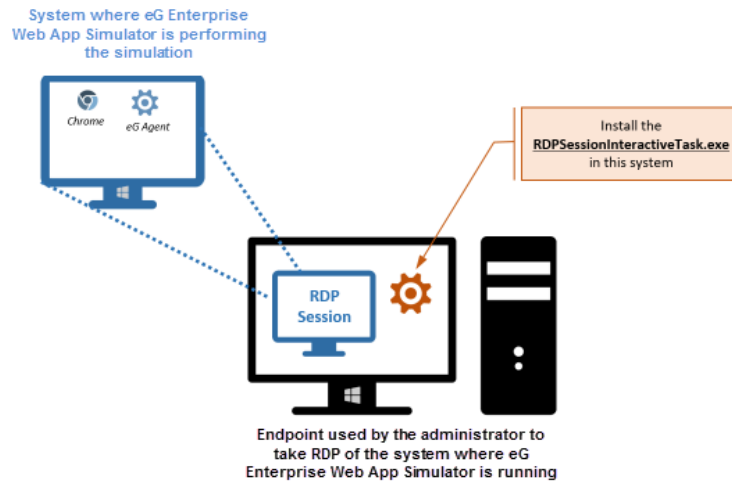 System where eG Enterprise
Web App Simulator is performing
the simulation
Chrome
eG Agent
Install the
RDPSessionInteractiveTask.exe
in this system
RDP
Session
Endpoint used by the administrator to
take RDP of the system where eG
Enterprise Web App Simulator is running